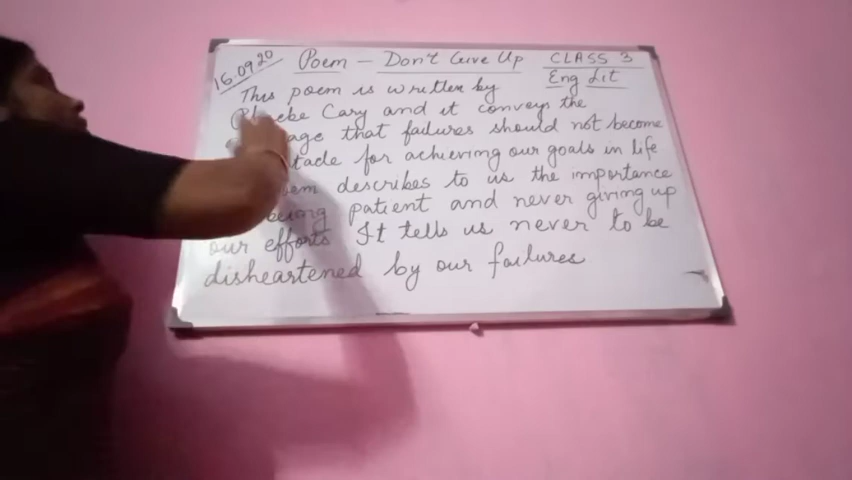 16.09.20 Poem - Don't Give Up CLASS 3
Eng Lit
This poem is written by
Phoebe Cary and it conveys the
that failures should not become
for achieving our goals in life
describes to us the importance
being patient and never giving up
our efforts It tells us never to be
disheartened by our failures